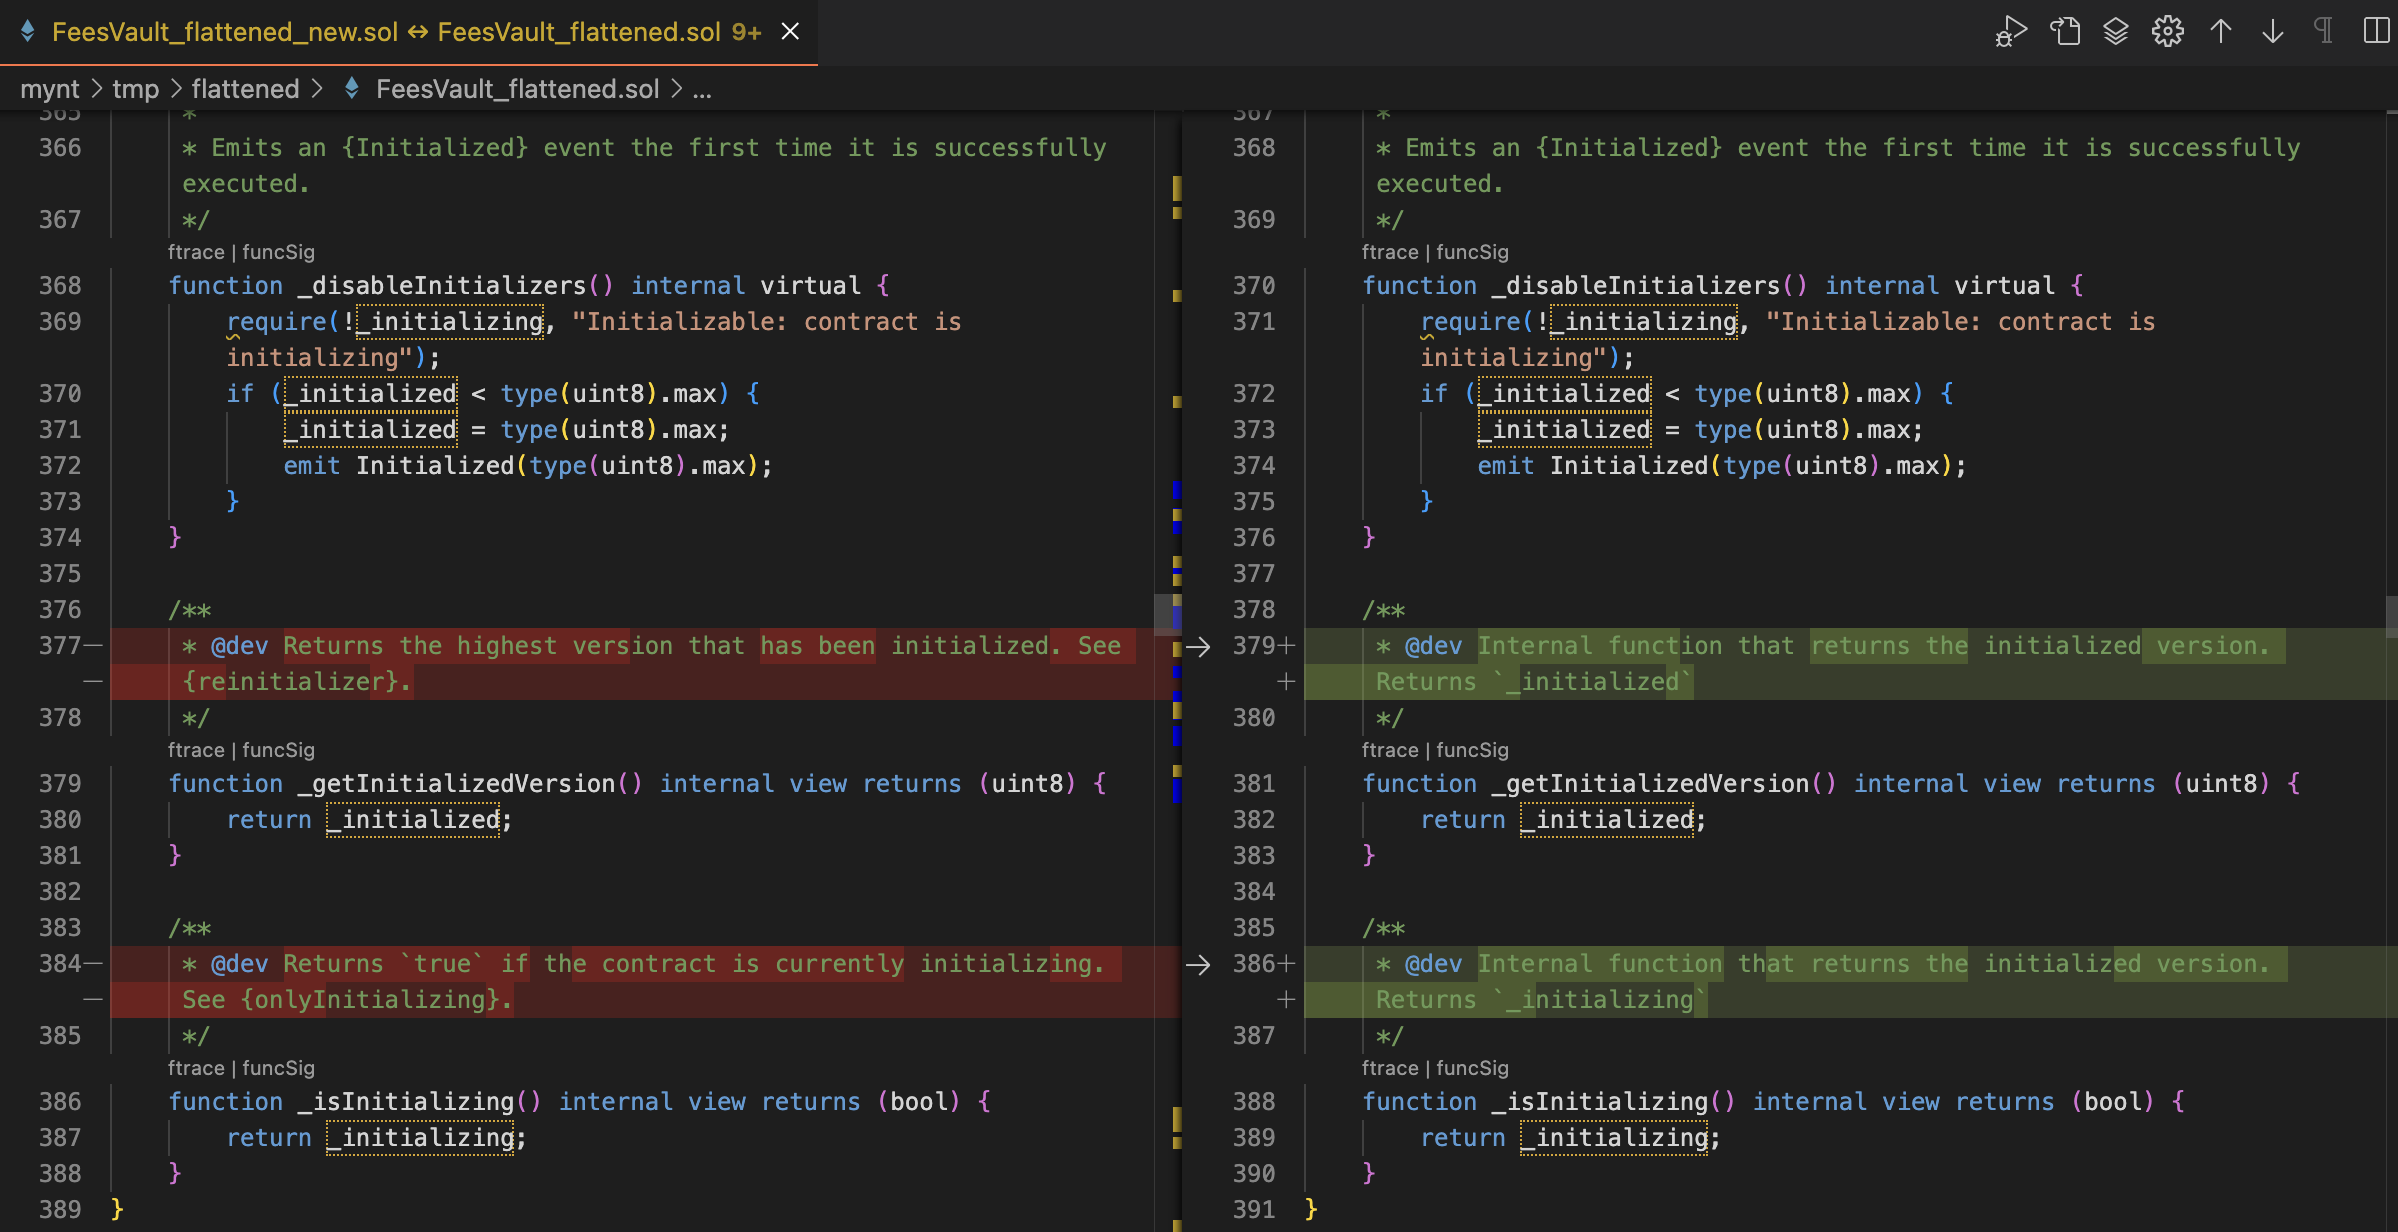 FeesVault_flattened_new.sol ↔ FeesVault_flattened.sol 9+
mynt > tmp > flattened > FeesVault_flattened.sol > ...
365 *
366 * Emits an {Initialized} event the first time it is successfully
executed.
367 */
ftrace | funcSig
368 function _disableInitializers() internal virtual {
369 require(!_initializing, "Initializable: contract is
initializing");
370 if (_initialized < type(uint8).max) {
371 _initialized = type(uint8).max;
372 emit Initialized(type(uint8).max);
373 }
374 }
375
376 /**
377— * @dev Returns the highest version that has been initialized. See
— {reinitializer}.
378 */
ftrace | funcSig
379 function _getInitializedVersion() internal view returns (uint8) {
380 return _initialized;
381 }
382
383 /**
384— * @dev Returns `true` if the contract is currently initializing.
— See {onlyInitializing}.
385 */
ftrace | funcSig
386 function _isInitializing() internal view returns (bool) {
387 return _initializing;
388 }
389 }
367 *
368 * Emits an {Initialized} event the first time it is successfully
executed.
369 */
ftrace | funcSig
370 function _disableInitializers() internal virtual {
371 require(!_initializing, "Initializable: contract is
initializing");
372 if (_initialized < type(uint8).max) {
373 _initialized = type(uint8).max;
374 emit Initialized(type(uint8).max);
375 }
376 }
377
378 /**
379+ * @dev Internal function that returns the initialized version.
+ Returns `_initialized`
380 */
ftrace | funcSig
381 function _getInitializedVersion() internal view returns (uint8) {
382 return _initialized;
383 }
384
385 /**
386+ * @dev Internal function that returns the initialized version.
+ Returns `_initializing`
387 */
ftrace | funcSig
388 function _isInitializing() internal view returns (bool) {
389 return _initializing;
390 }
391 }